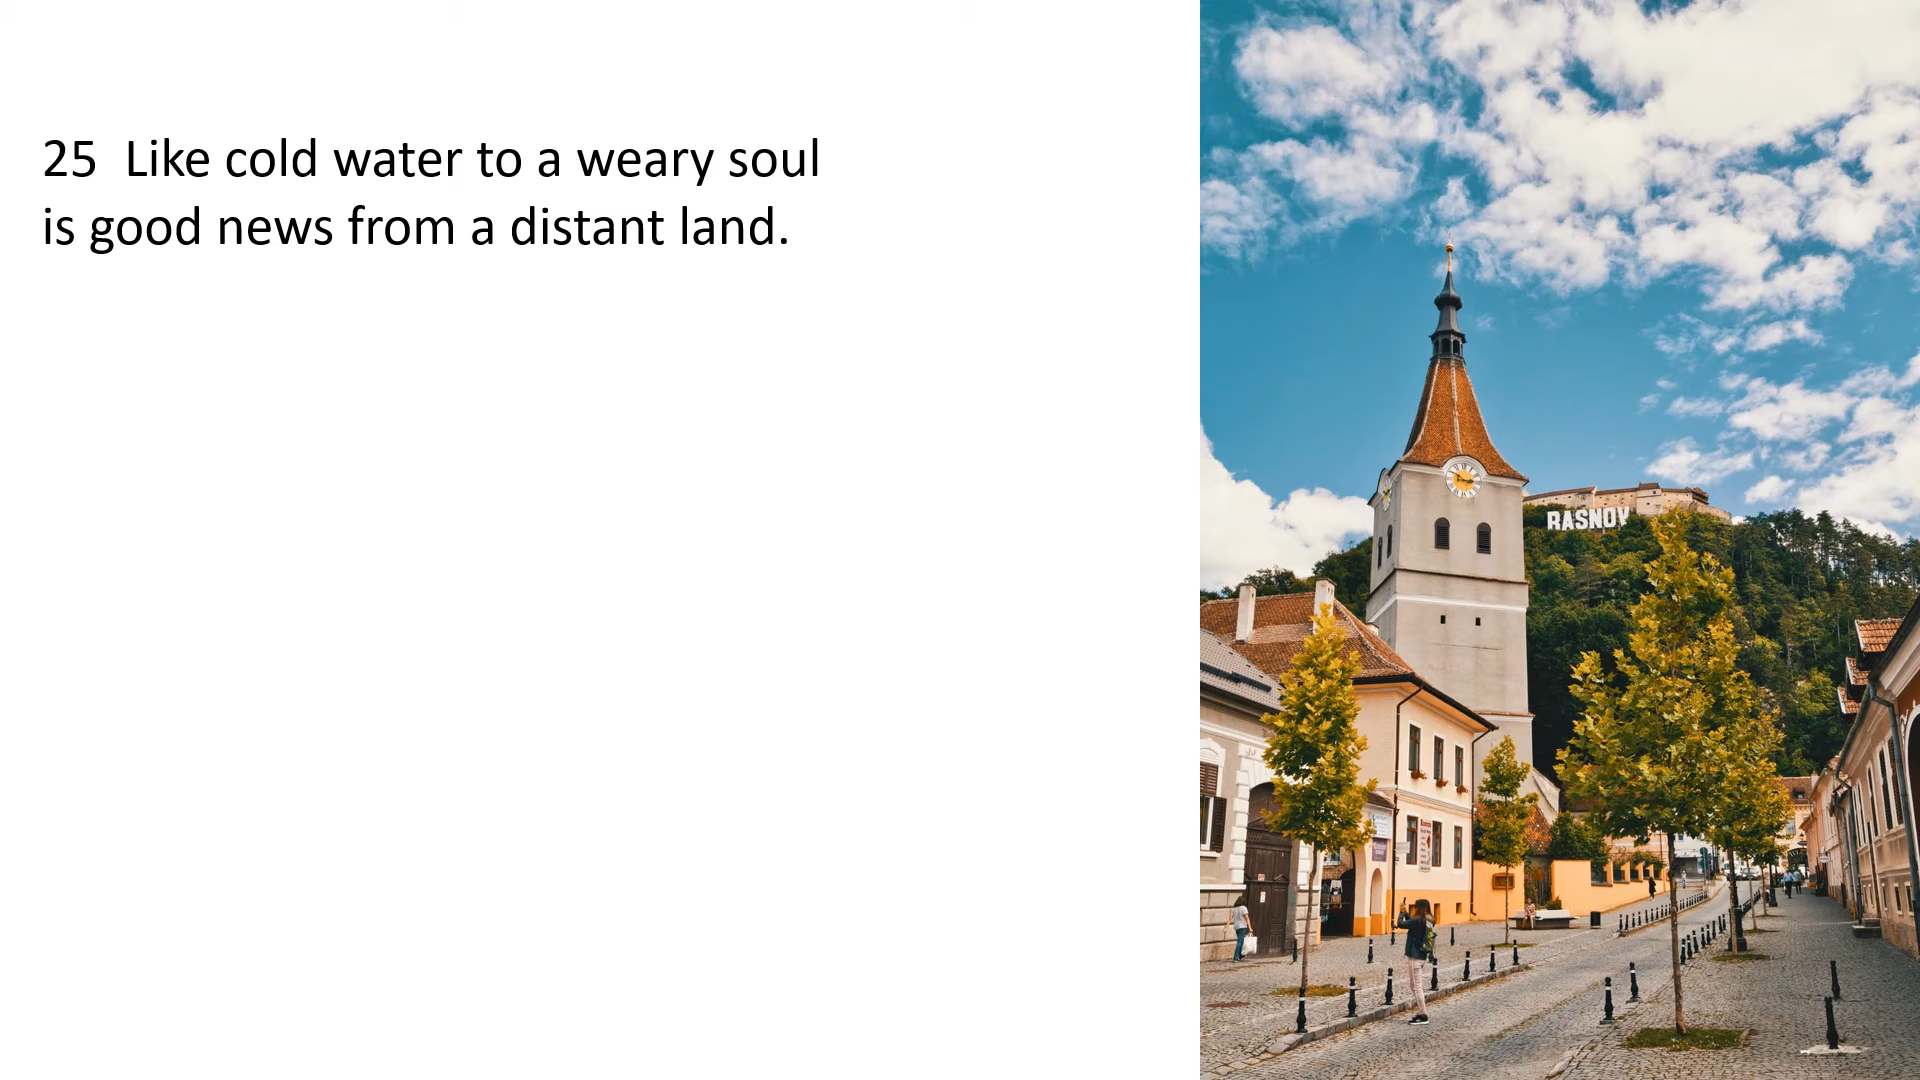 25  Like cold water to a weary soul
is good news from a distant land.
RASNOV